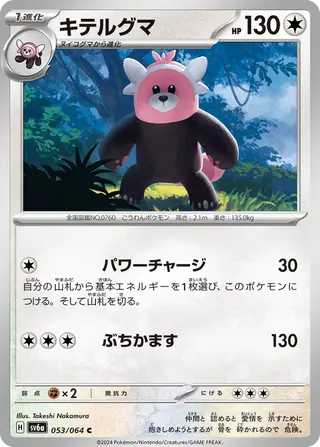 1進化
キテルグマ
HP 130
ヌイコグマから進化
全国図鑑NO.0760 ごうわんポケモン 高さ:2.1m 重さ:135.0kg
パワーチャージ 30
自分の山札から基本エネルギーを1枚選び、このポケモンに
つける。そして山札を切る。
ぶちかます 130
弱点 ×2 抵抗力 にげる
Illus. Takeshi Nakamura
H sv6a 053/064 C
仲間と 認めると 愛情を 示すため
抱きしめようと するが 骨を 砕かれるので 危険。
©2024 Pokémon/Nintendo/Creatures/GAME FREAK.